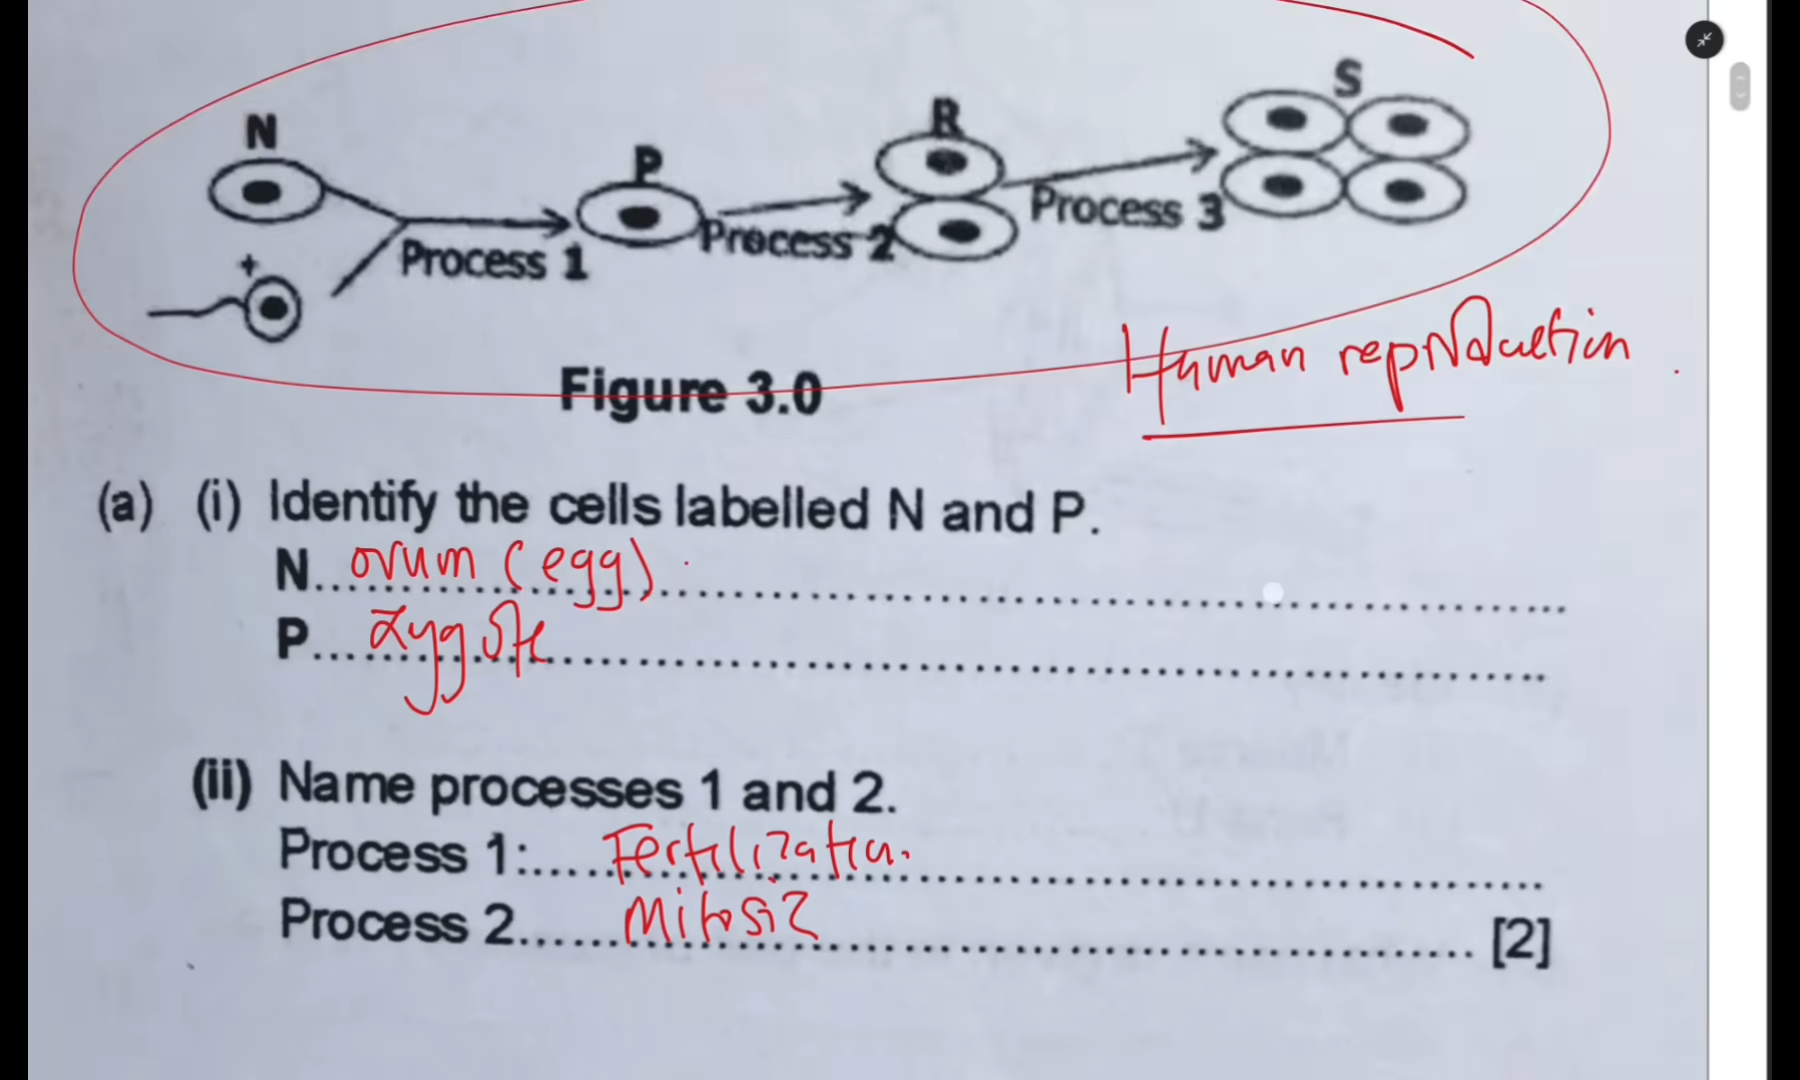 N
S
R
P
+
Process 1
Process 2
Process 3
Figure 3.0
Human reproduction.
(a) (i) Identify the cells labelled N and P.
N... ovum (egg).
P... zygote
(ii) Name processes 1 and 2.
Process 1:.... Fertilization.
Process 2.... Mitosis [2]